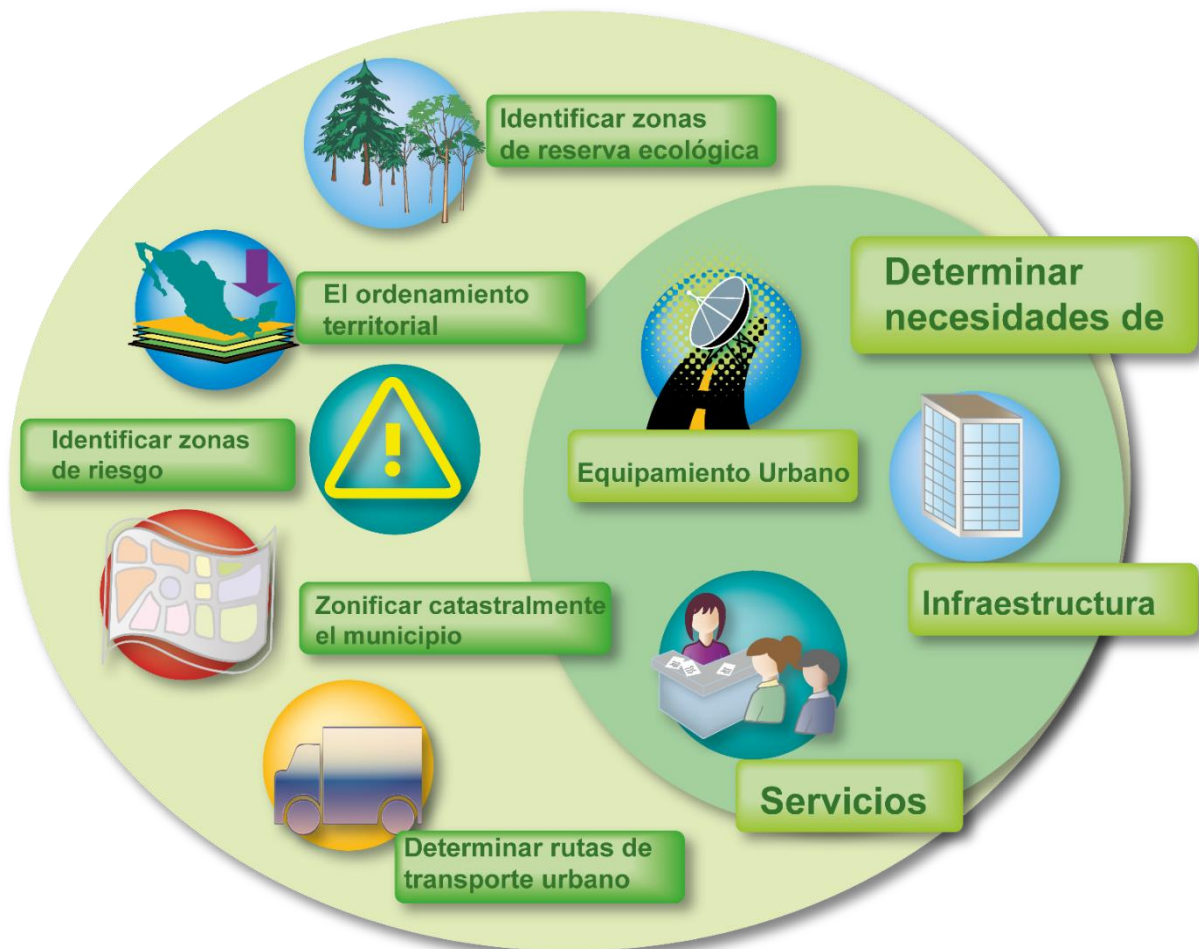 Identificar zonas
de reserva ecológica
El ordenamiento
territorial
Identificar zonas
de riesgo
Zonificar catastralmente
el municipio
Determinar rutas de
transporte urbano
Determinar
necesidades de
Equipamiento Urbano
Infraestructura
Servicios